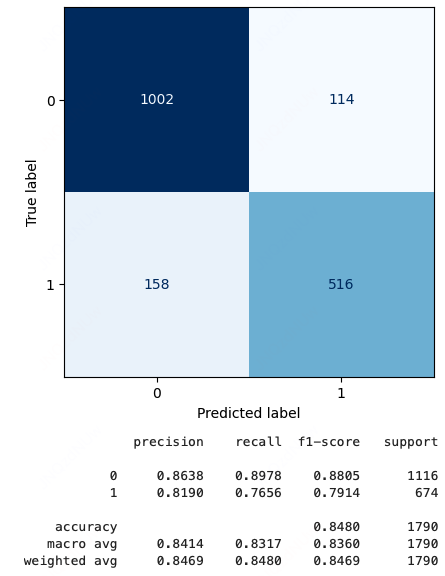 0
1002
114
True label
1
158
516
0
1
Predicted label
precision recall f1-score support
0 0.8638 0.8978 0.8805 1116
1 0.8190 0.7656 0.7914 674
accuracy 0.8480 1790
macro avg 0.8414 0.8317 0.8360 1790
weighted avg 0.8469 0.8480 0.8469 1790